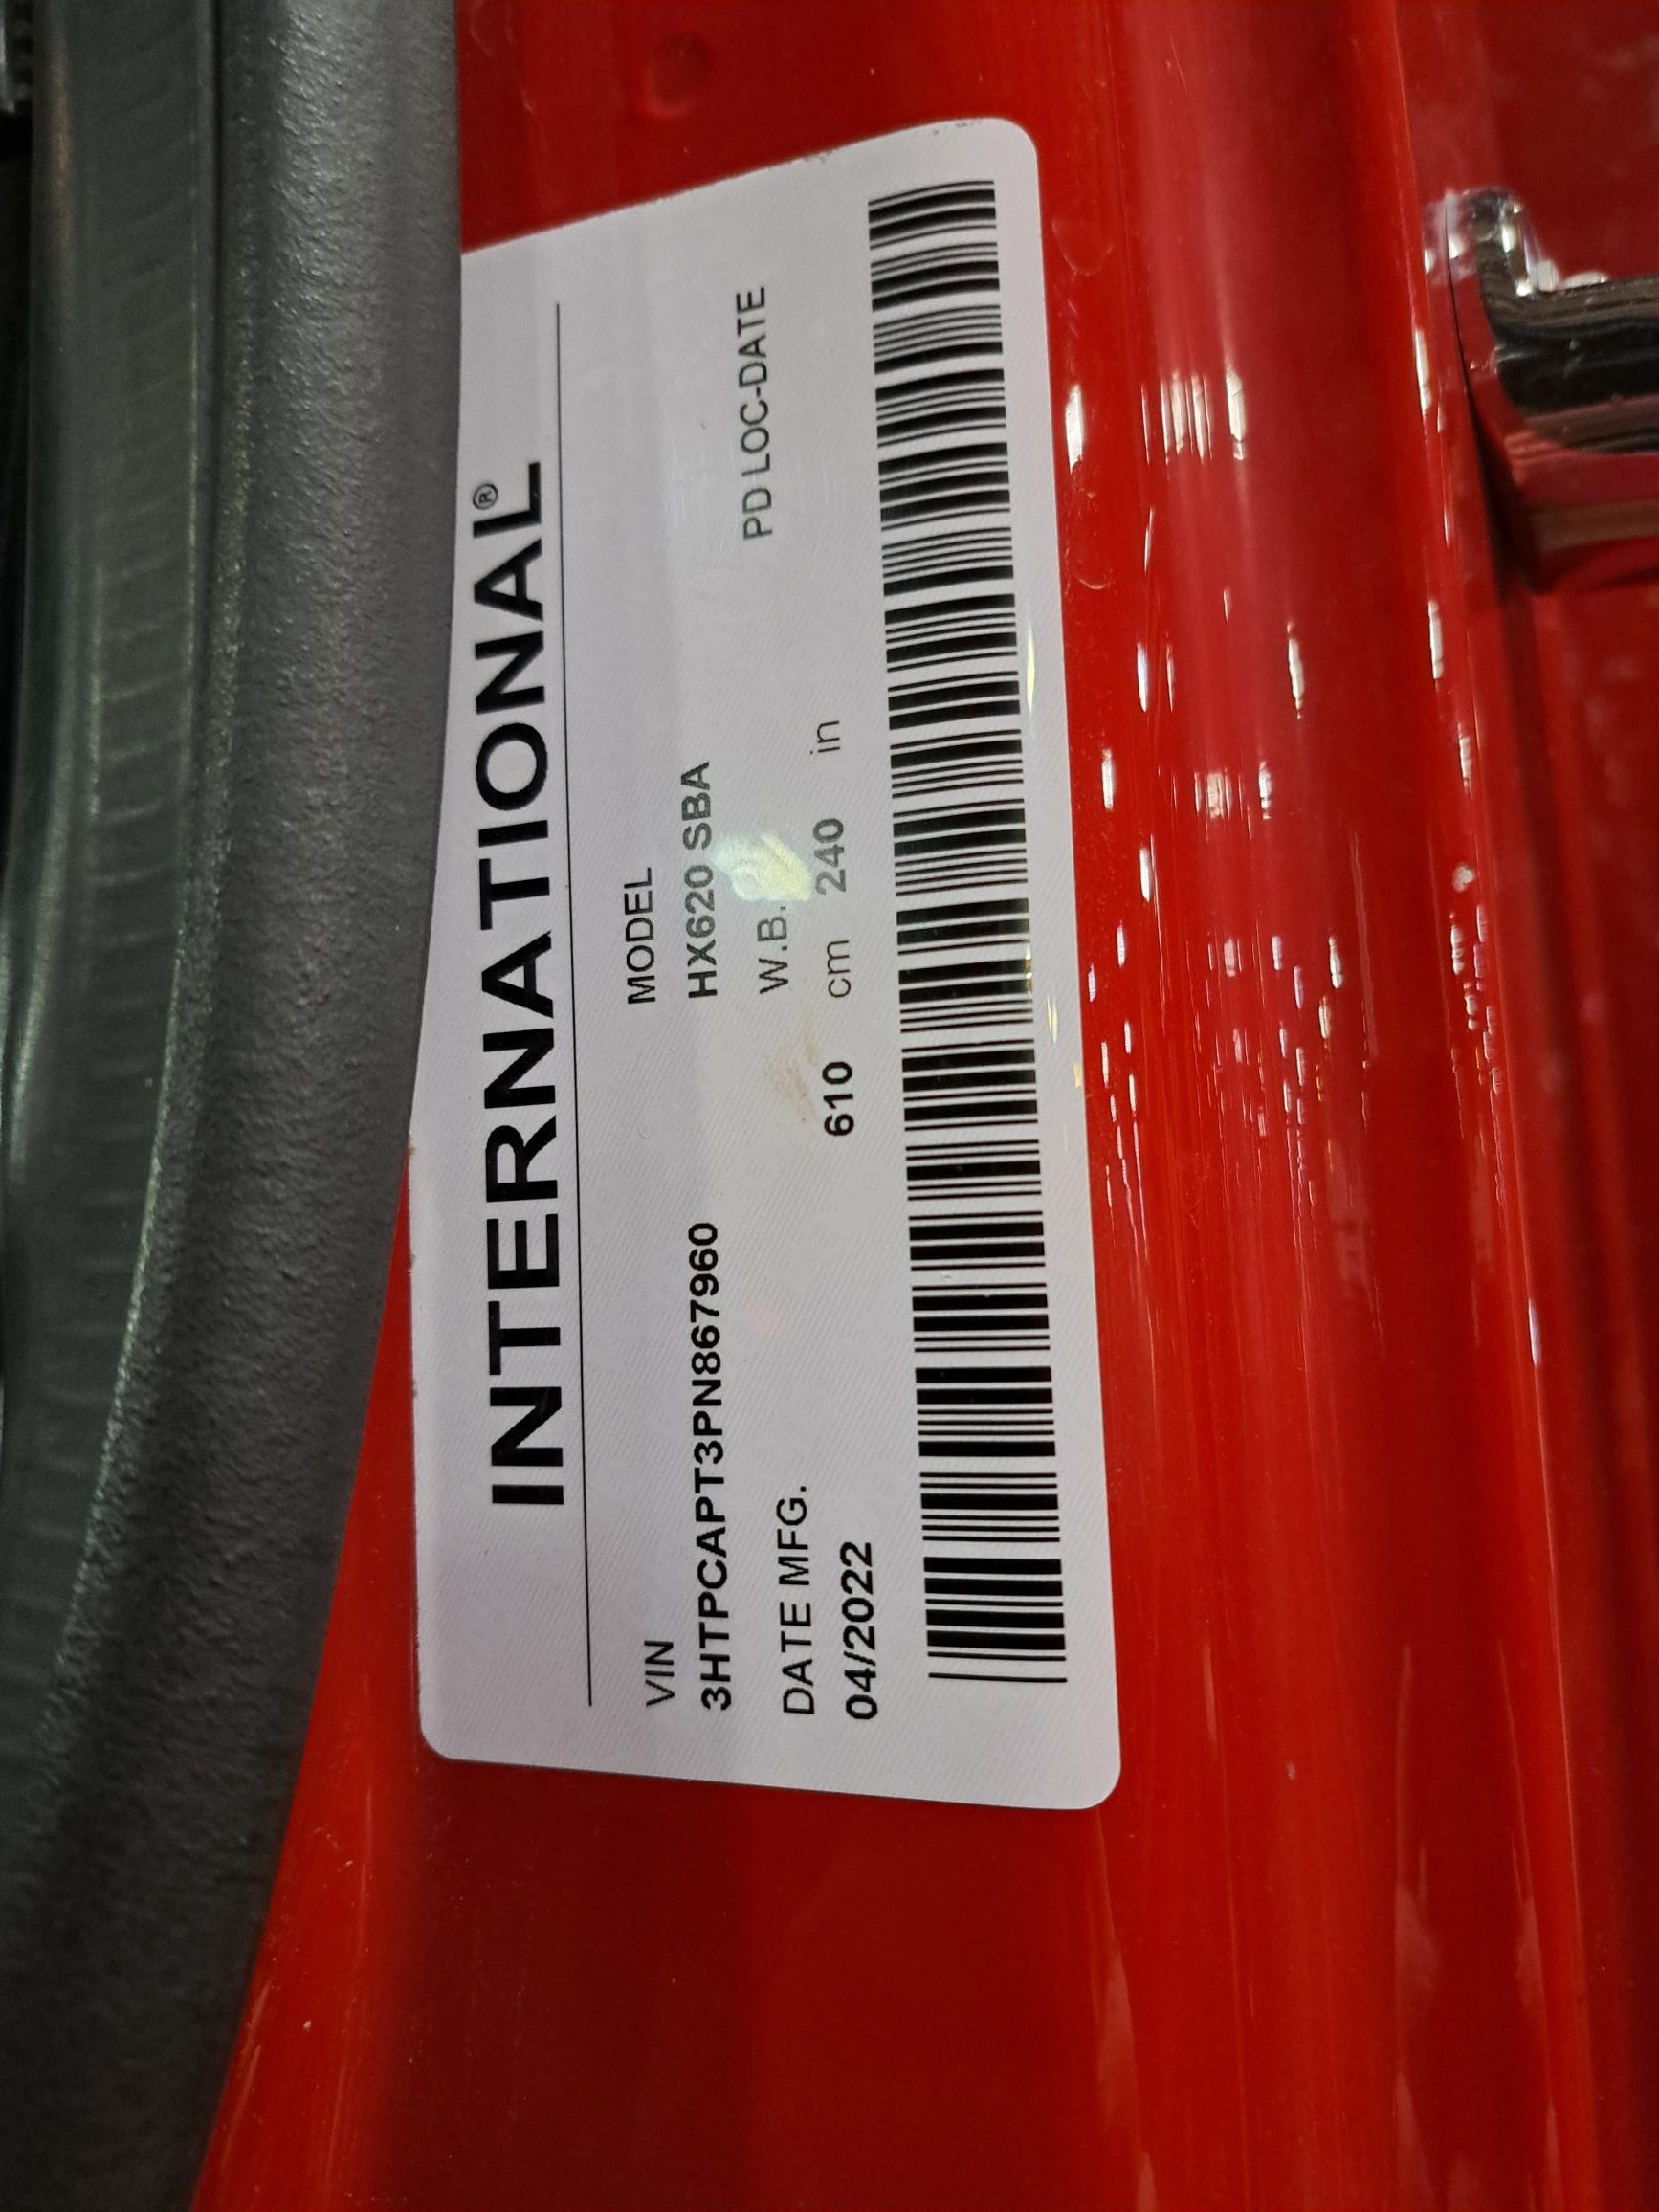 INTERNATIONAL®
VIN MODEL
3HTPCAPT3PN867960 HX620 SBA
DATE MFG. W.B. PD LOC-DATE
04/2022 610 cm 240 in